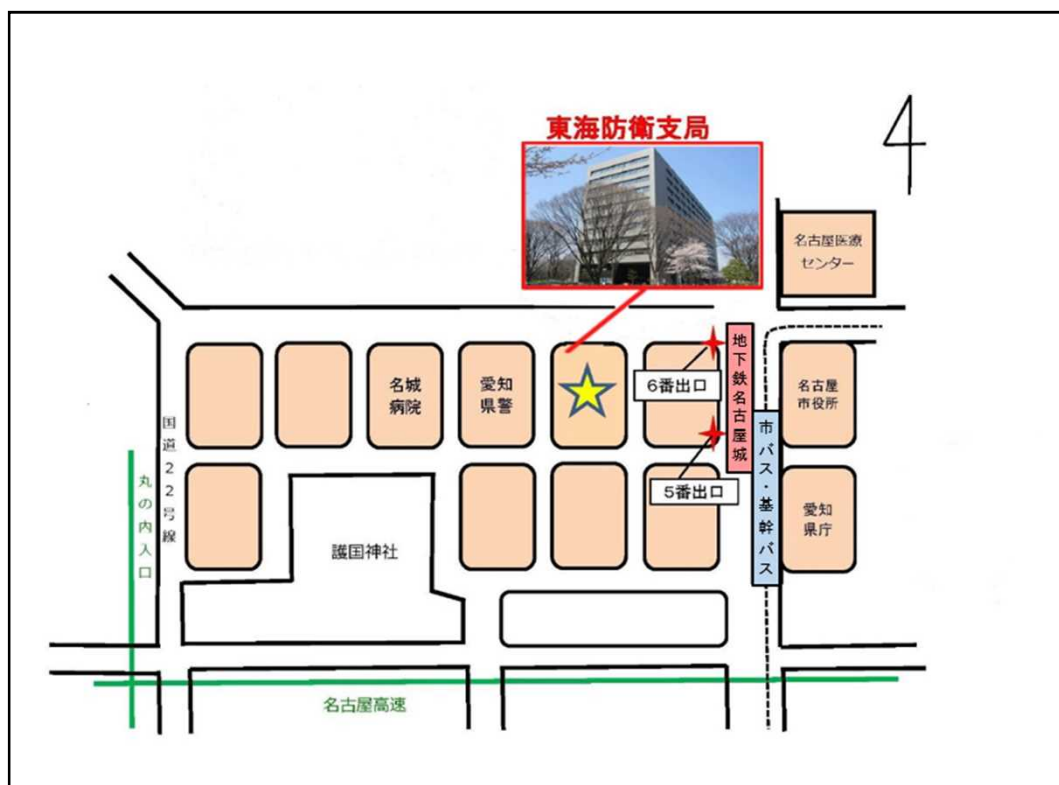 東海防衛支局
名古屋医療
センター
名城
病院
愛知
県警
6番出口
地下鉄名古屋城
名古屋
市役所
国道22号線
5番出口
市バス・基幹バス
丸の内入口
護国神社
愛知
県庁
名古屋高速